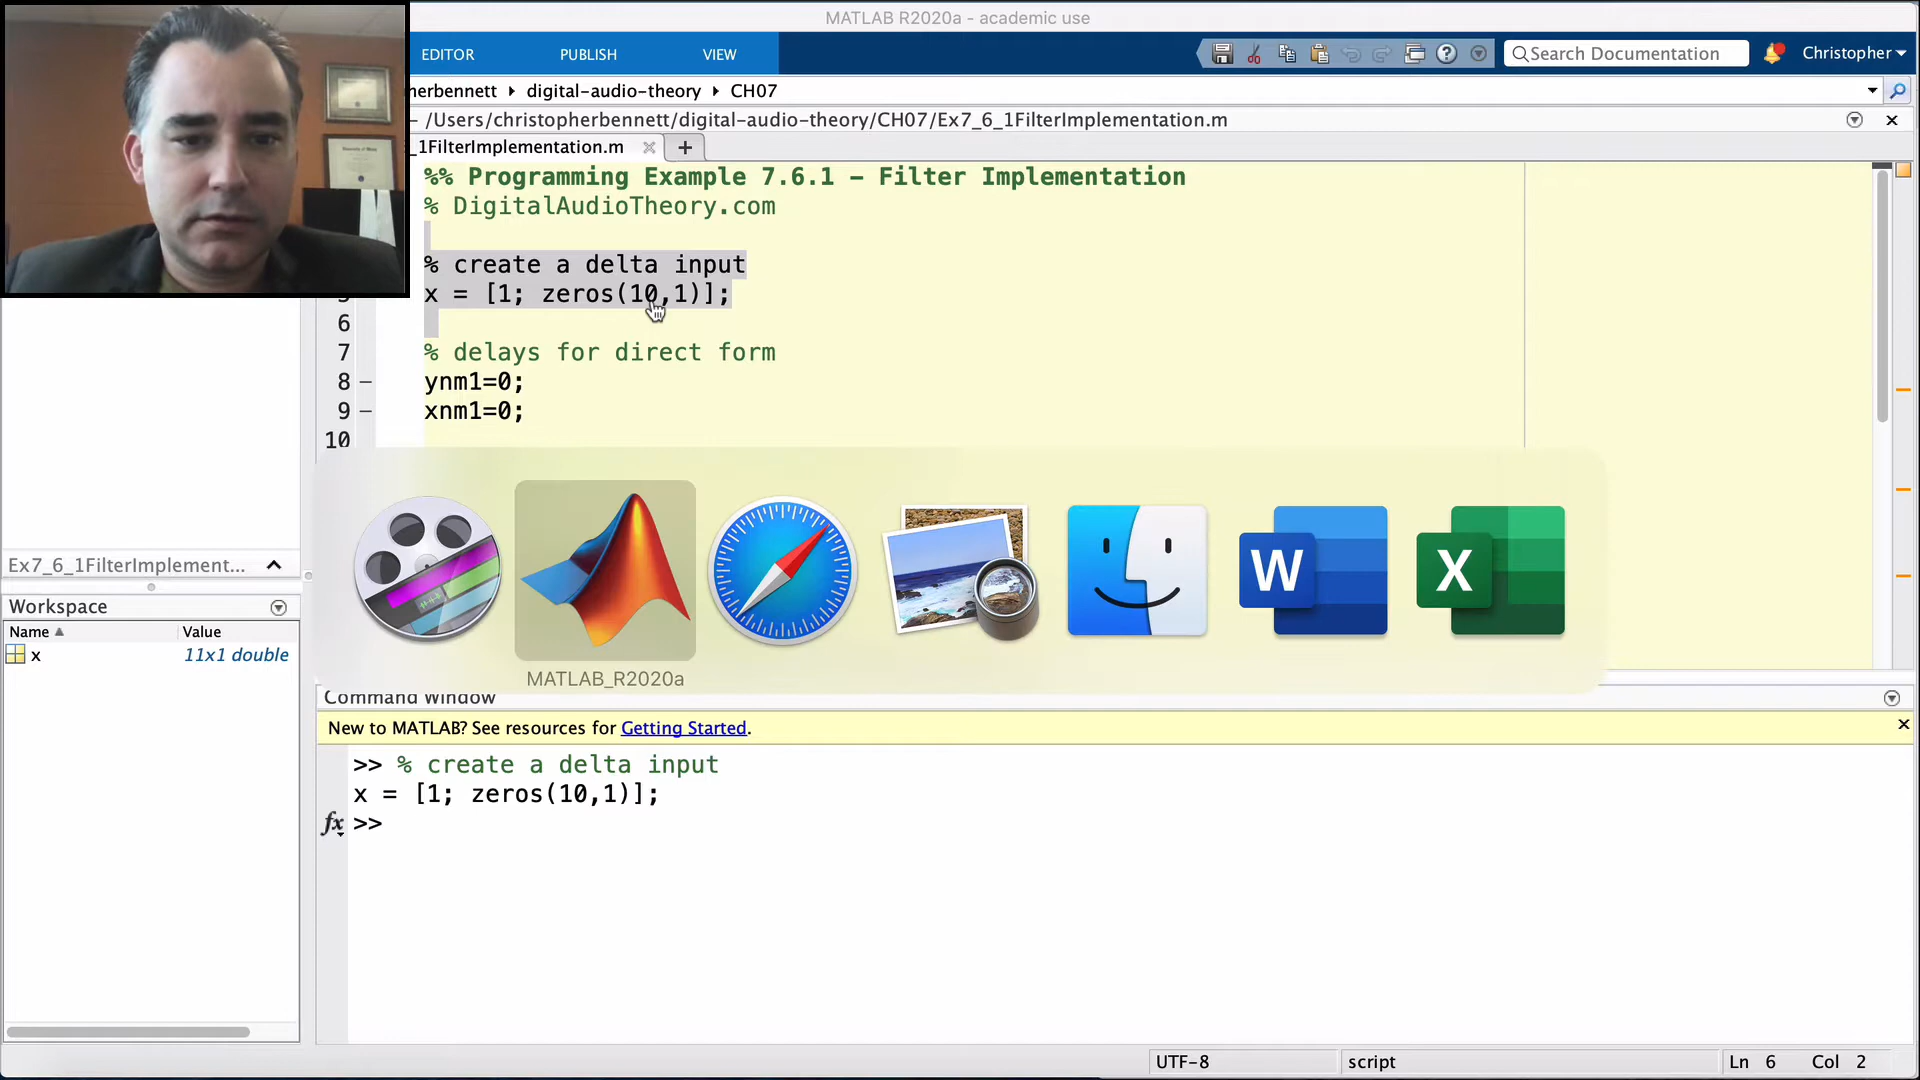 MATLAB R2020a - academic use
EDITOR PUBLISH VIEW
Search Documentation
Christopher
herbennett ▸ digital-audio-theory ▸ CH07
- /Users/christopherbennett/digital-audio-theory/CH07/Ex7_6_1FilterImplementation.m
_1FilterImplementation.m × +
%% Programming Example 7.6.1 - Filter Implementation
% DigitalAudioTheory.com
% create a delta input
x = [1; zeros(10,1)];
6
7 % delays for direct form
8 – ynm1=0;
9 – xnm1=0;
10
W
X
MATLAB_R2020a
Ex7_6_1FilterImplement...
Workspace
Name Value
x 11x1 double
Command Window
New to MATLAB? See resources for Getting Started.
>> % create a delta input
x = [1; zeros(10,1)];
fx >>
UTF-8 script Ln 6 Col 2